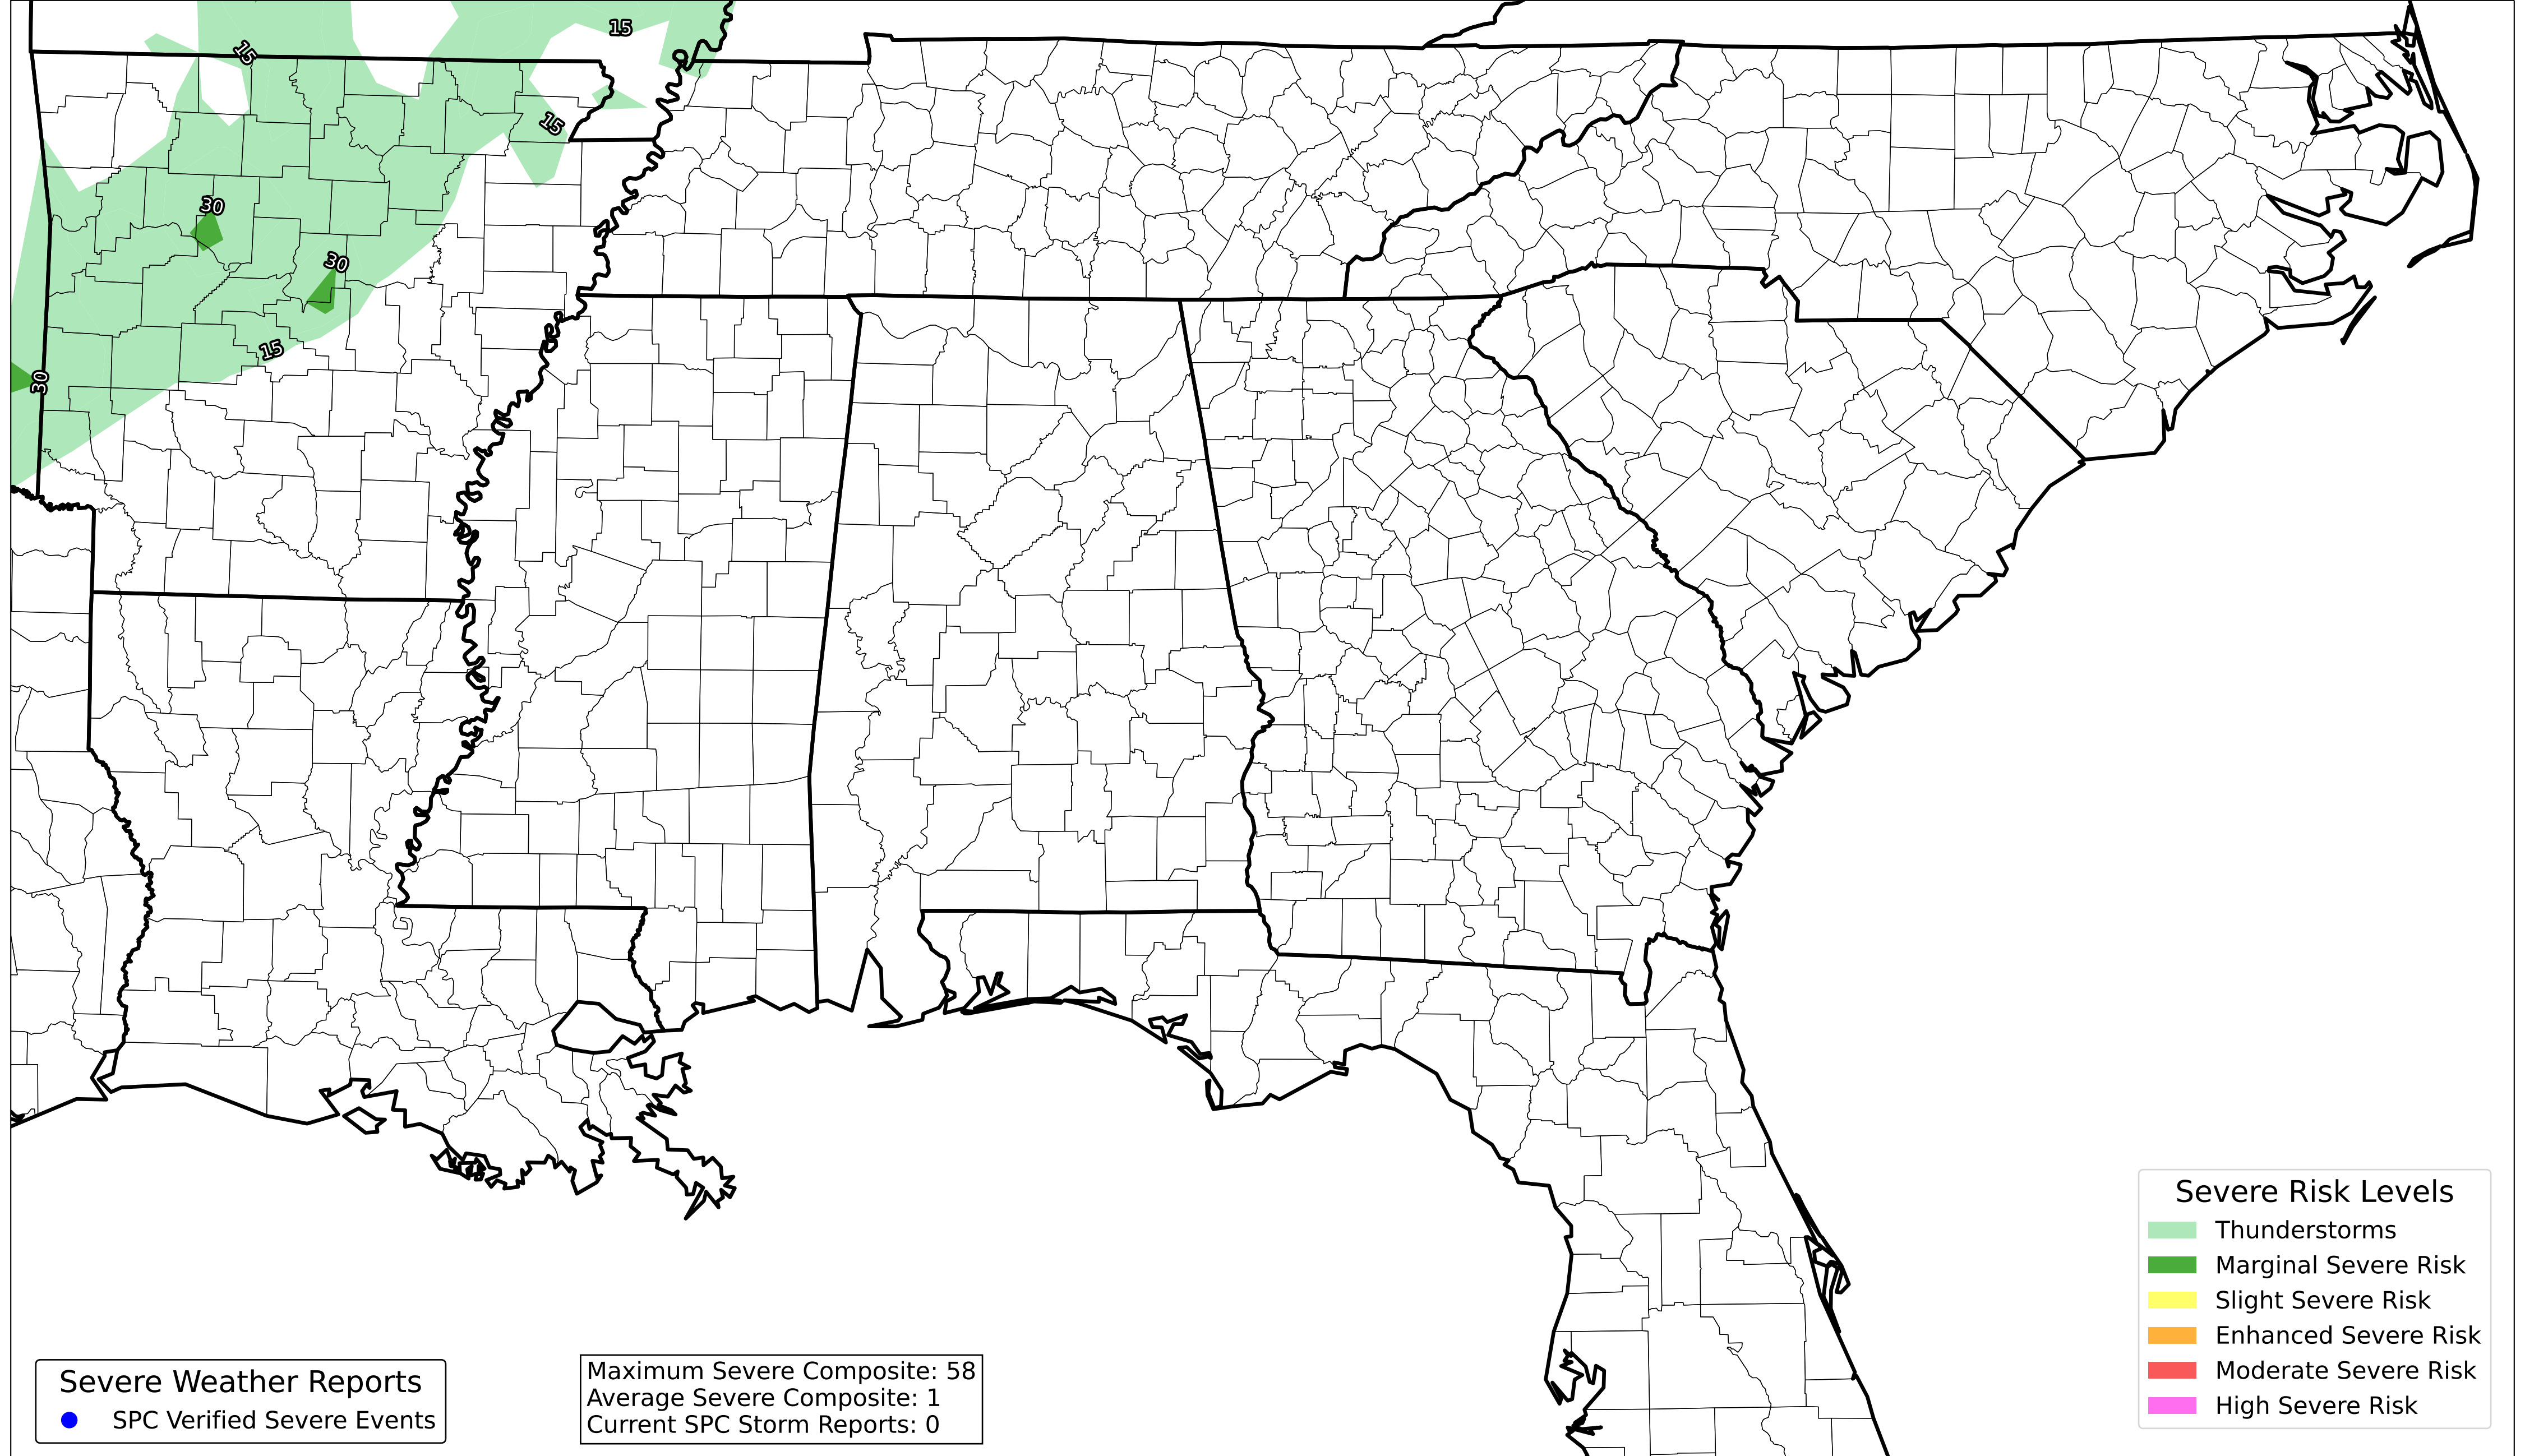 15
15
15
30
30
15
30
Severe Risk Levels
Thunderstorms
Marginal Severe Risk
Slight Severe Risk
Enhanced Severe Risk
Moderate Severe Risk
High Severe Risk
Severe Weather Reports
SPC Verified Severe Events
Maximum Severe Composite: 58
Average Severe Composite: 1
Current SPC Storm Reports: 0